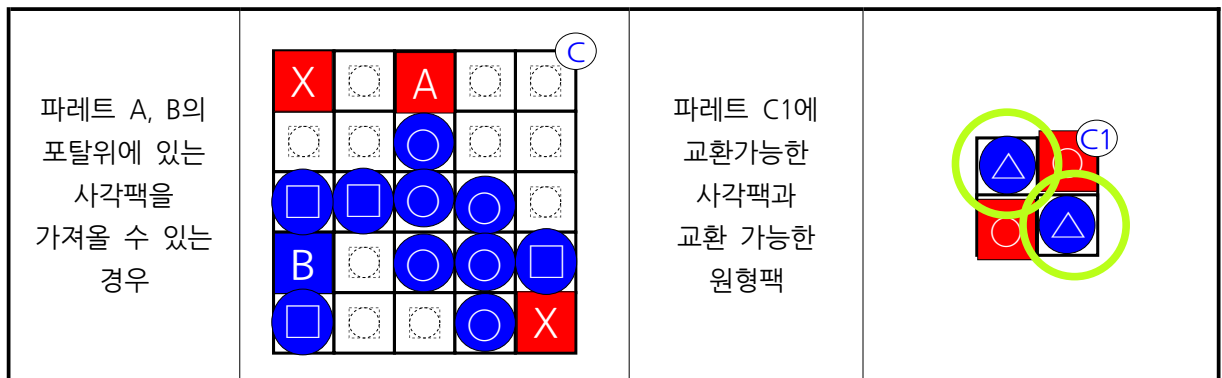 파레트 A, B의
포탈위에 있는
사각팩을
가져올 수 있는
경우
C
X A
B
X
파레트 C1에
교환가능한
사각팩과
교환 가능한
원형팩
C1